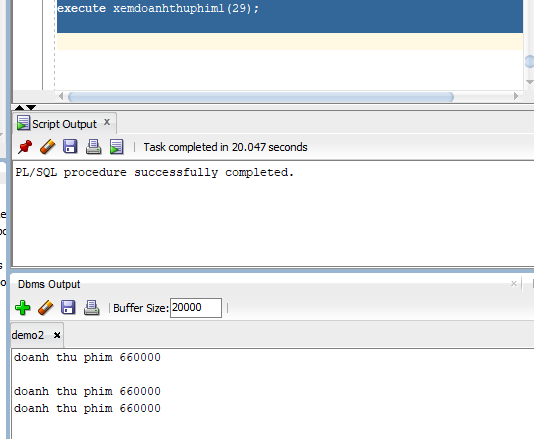 execute xemdoanhthuphim1(29);
Script Output x
Task completed in 20.047 seconds
PL/SQL procedure successfully completed.
Dbms Output
Buffer Size: 20000
demo2 x
doanh thu phim 660000
doanh thu phim 660000
doanh thu phim 660000